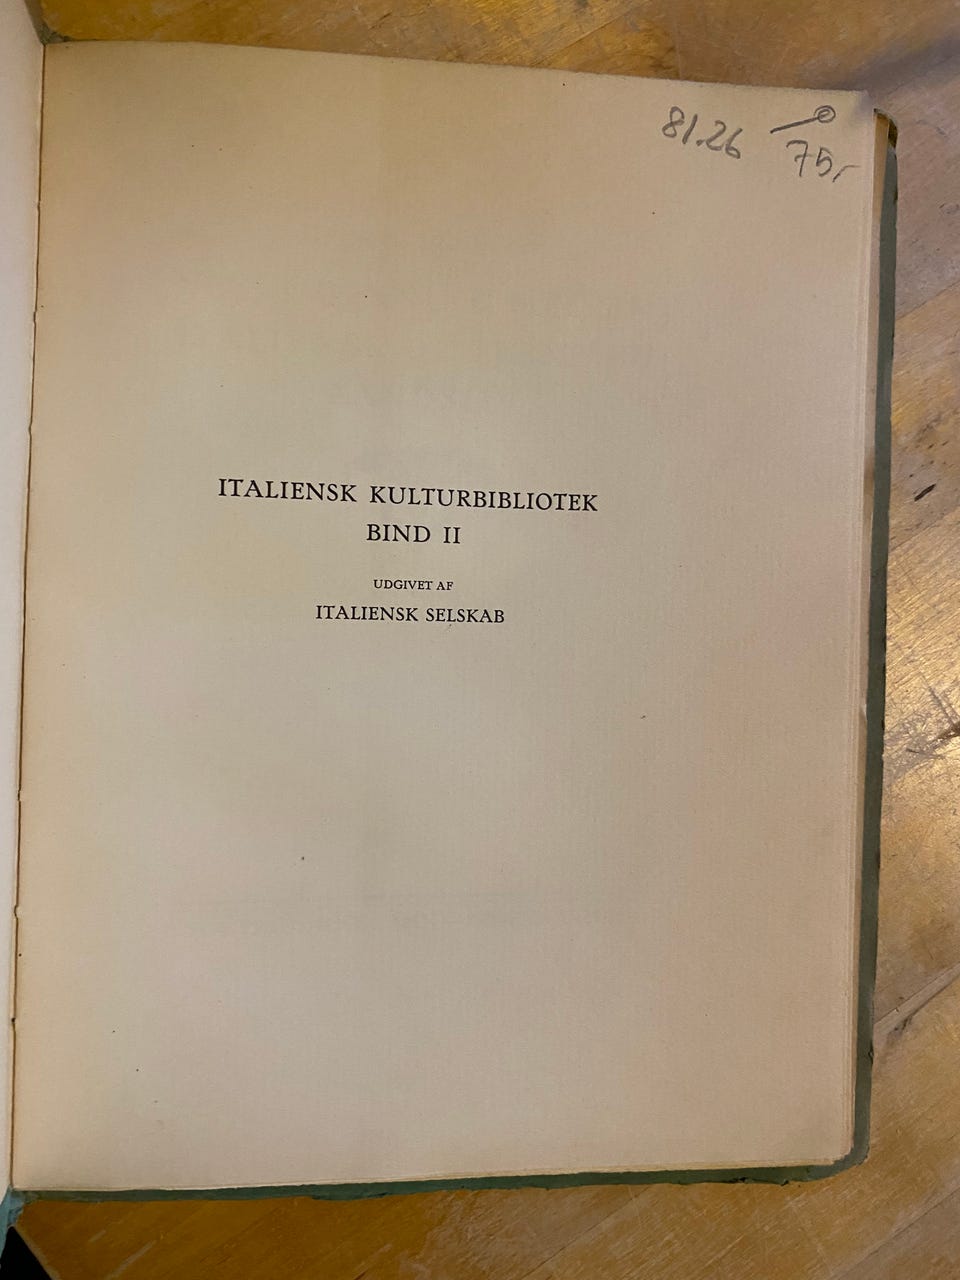 81.26
75,-
ITALIENSK KULTURBIBLIOTEK
BIND II
UDGIVET AF
ITALIENSK SELSKAB